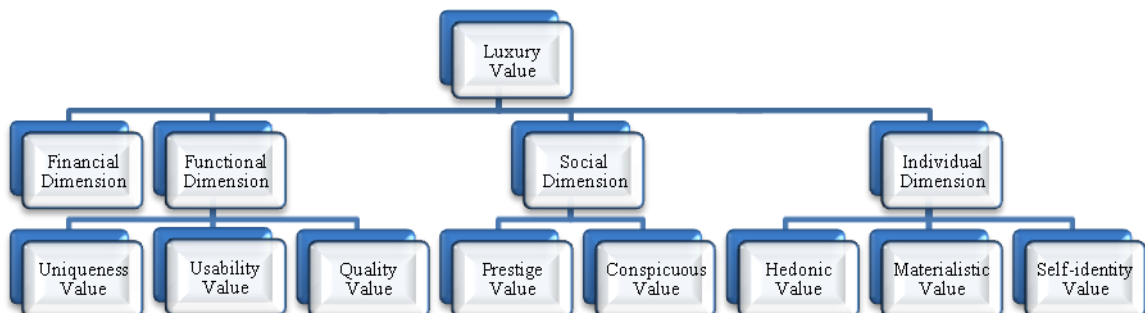 Luxury
Value
Financial
Dimension
Functional
Dimension
Social
Dimension
Individual
Dimension
Uniqueness
Value
Usability
Value
Quality
Value
Prestige
Value
Conspicuous
Value
Hedonic
Value
Materialistic
Value
Self-identity
Value